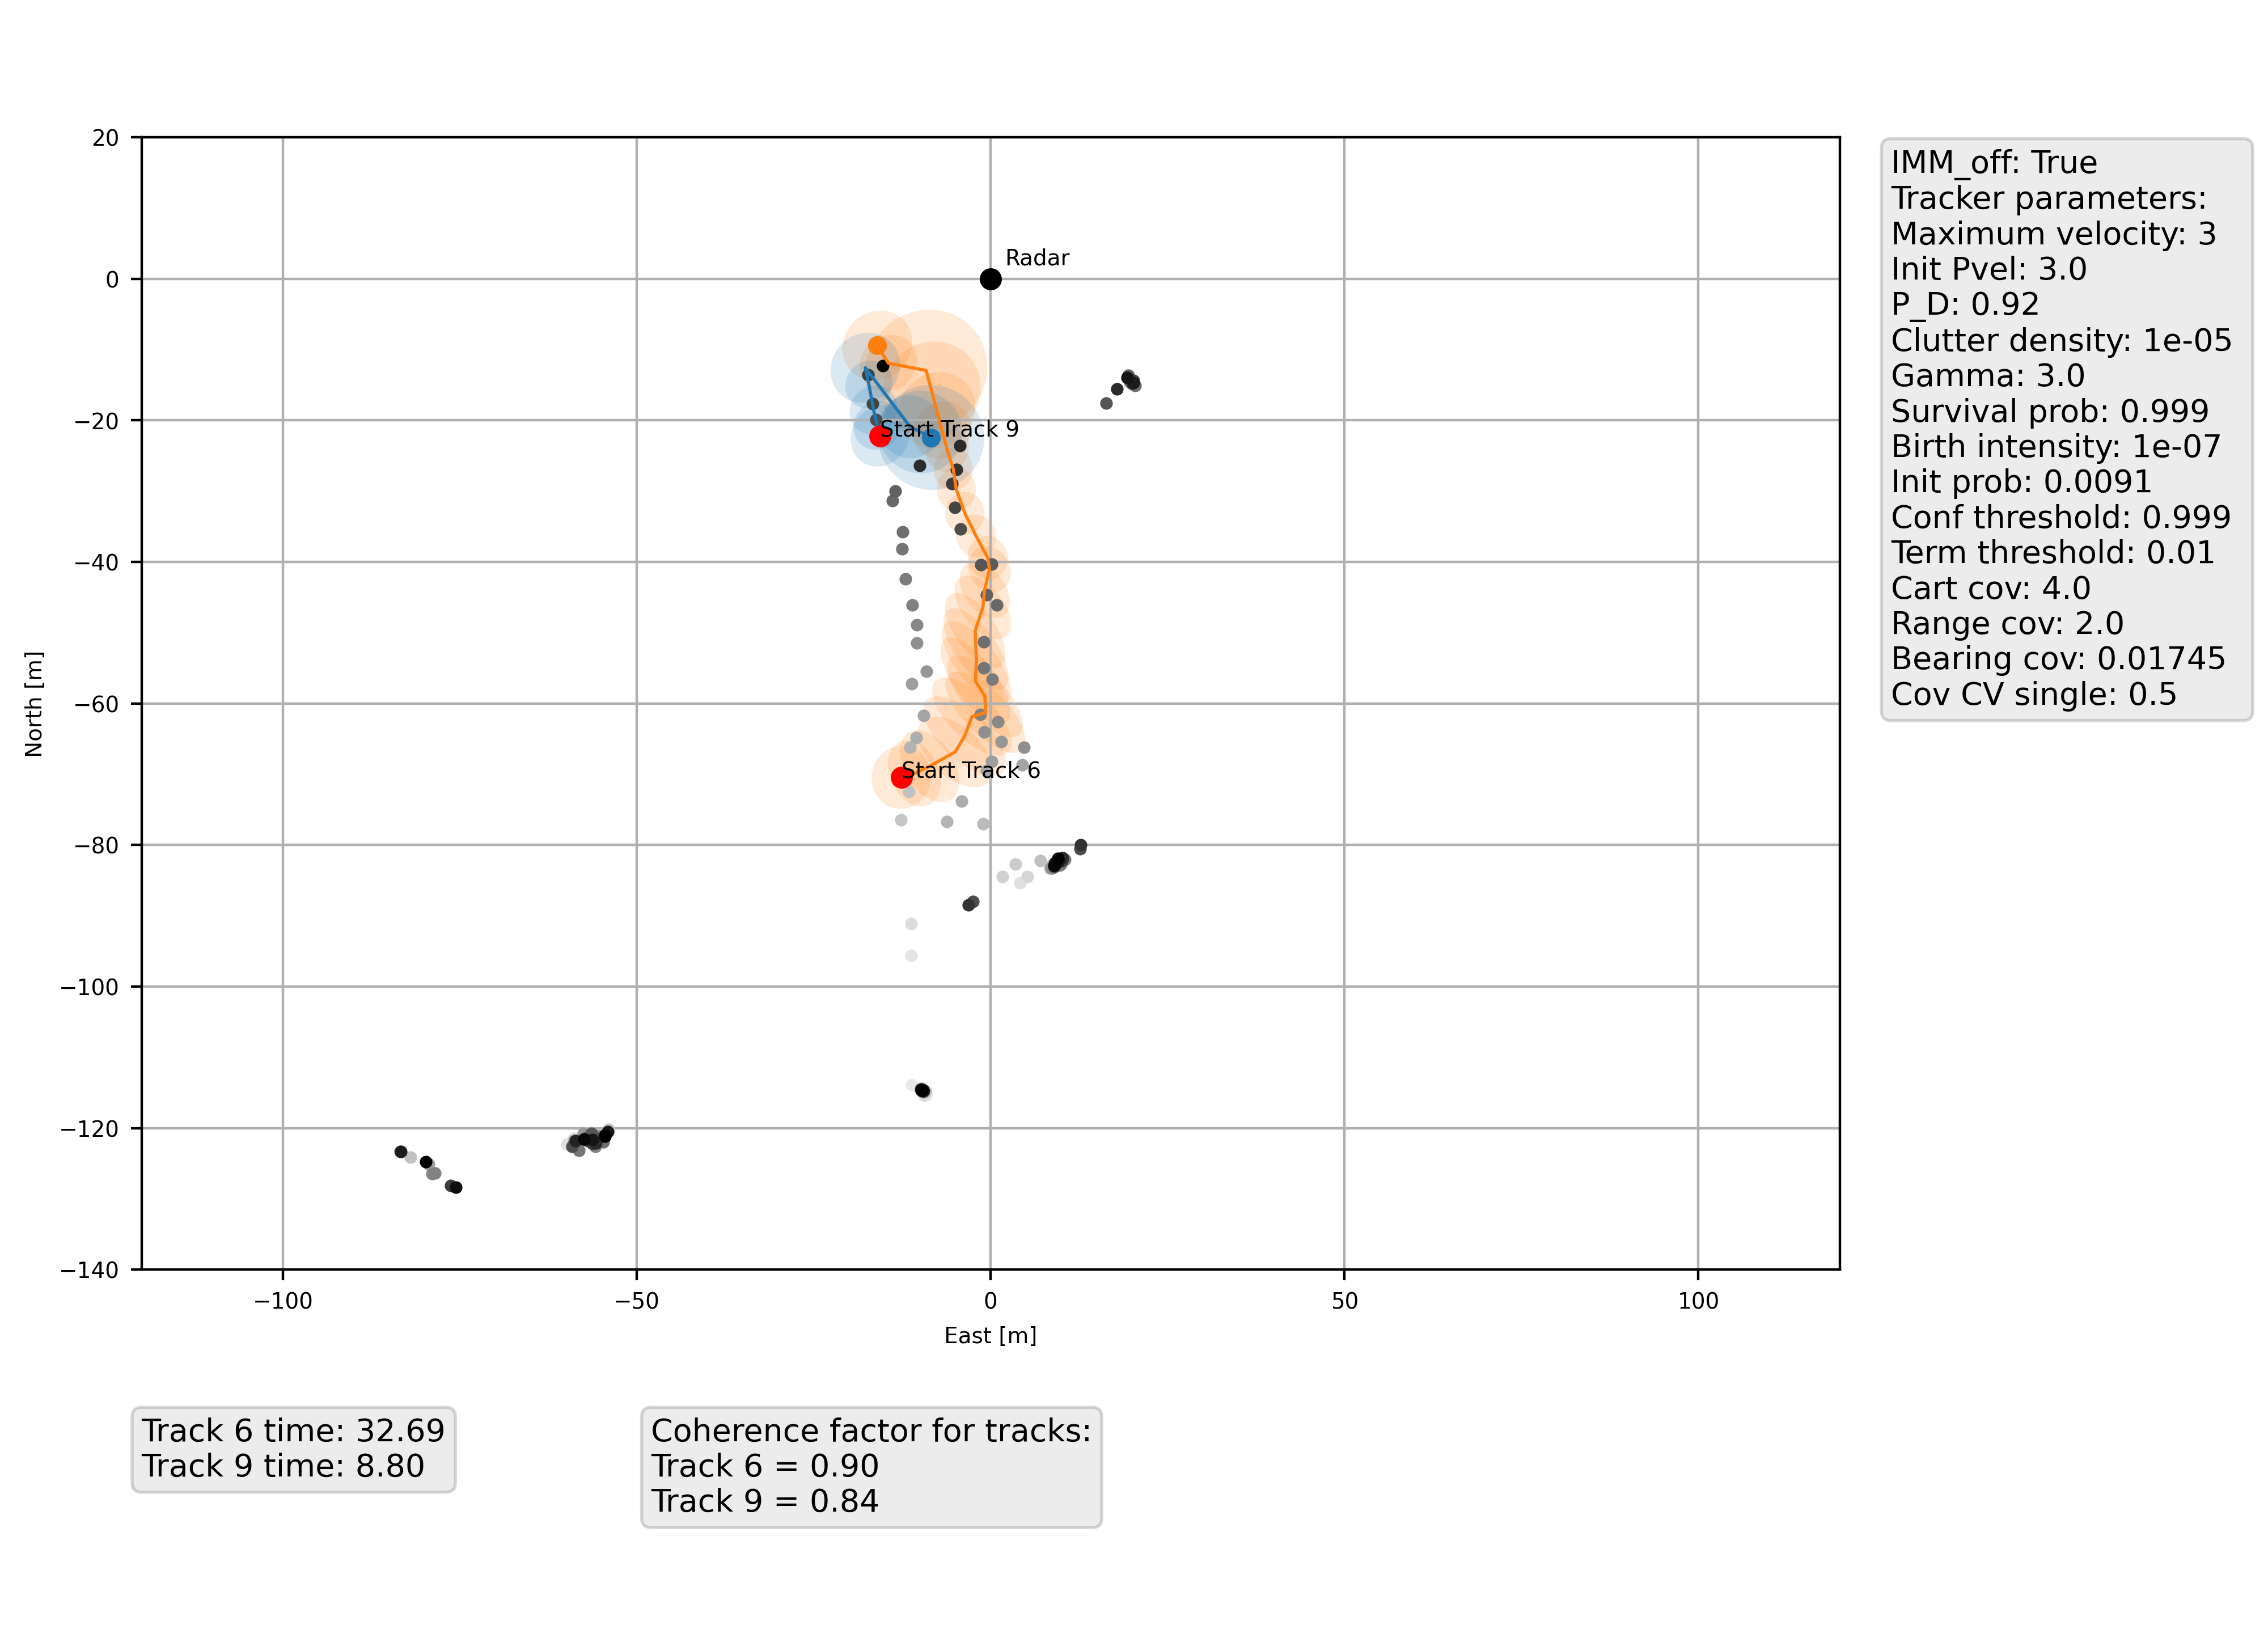 20
0
−20
−40
−60
−80
−100
−120
−140
North [m]
−100
−50
0
50
100
East [m]
Radar
Start Track 9
Start Track 6
IMM_off: True
Tracker parameters:
Maximum velocity: 3
Init Pvel: 3.0
P_D: 0.92
Clutter density: 1e-05
Gamma: 3.0
Survival prob: 0.999
Birth intensity: 1e-07
Init prob: 0.0091
Conf threshold: 0.999
Term threshold: 0.01
Cart cov: 4.0
Range cov: 2.0
Bearing cov: 0.01745
Cov CV single: 0.5
Track 6 time: 32.69
Track 9 time: 8.80
Coherence factor for tracks:
Track 6 = 0.90
Track 9 = 0.84